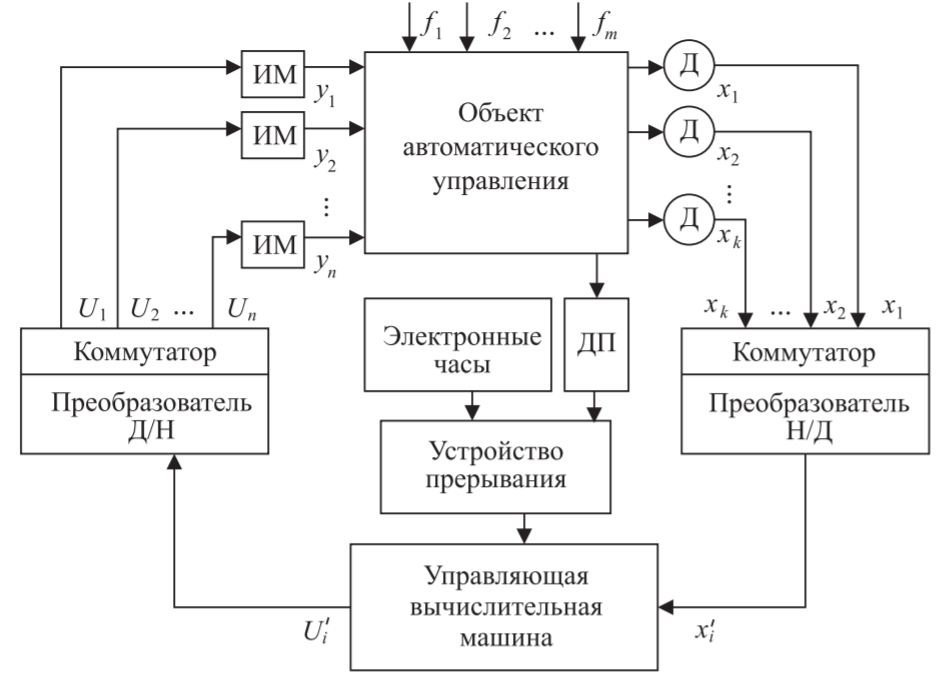 f1 f2 ... fm
ИМ
y1
ИМ
y2
⋮
ИМ
yn
Объект
автоматического
управления
Д
x1
Д
x2
⋮
Д
xk
U1 U2 ... Un
Коммутатор
Преобразователь
Д/Н
Электронные
часы
ДП
xk ... x2 x1
Коммутатор
Преобразователь
Н/Д
Устройство
прерывания
Управляющая
вычислительная
машина
U′i
x′i